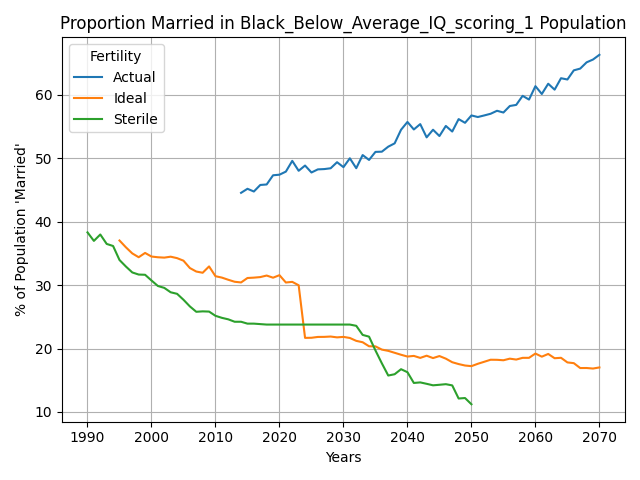 Proportion Married in Black_Below_Average_IQ_scoring_1 Population
Fertility
Actual
Ideal
Sterile
% of Population 'Married'
60
50
40
30
20
10
1990 2000 2010 2020 2030 2040 2050 2060 2070
Years